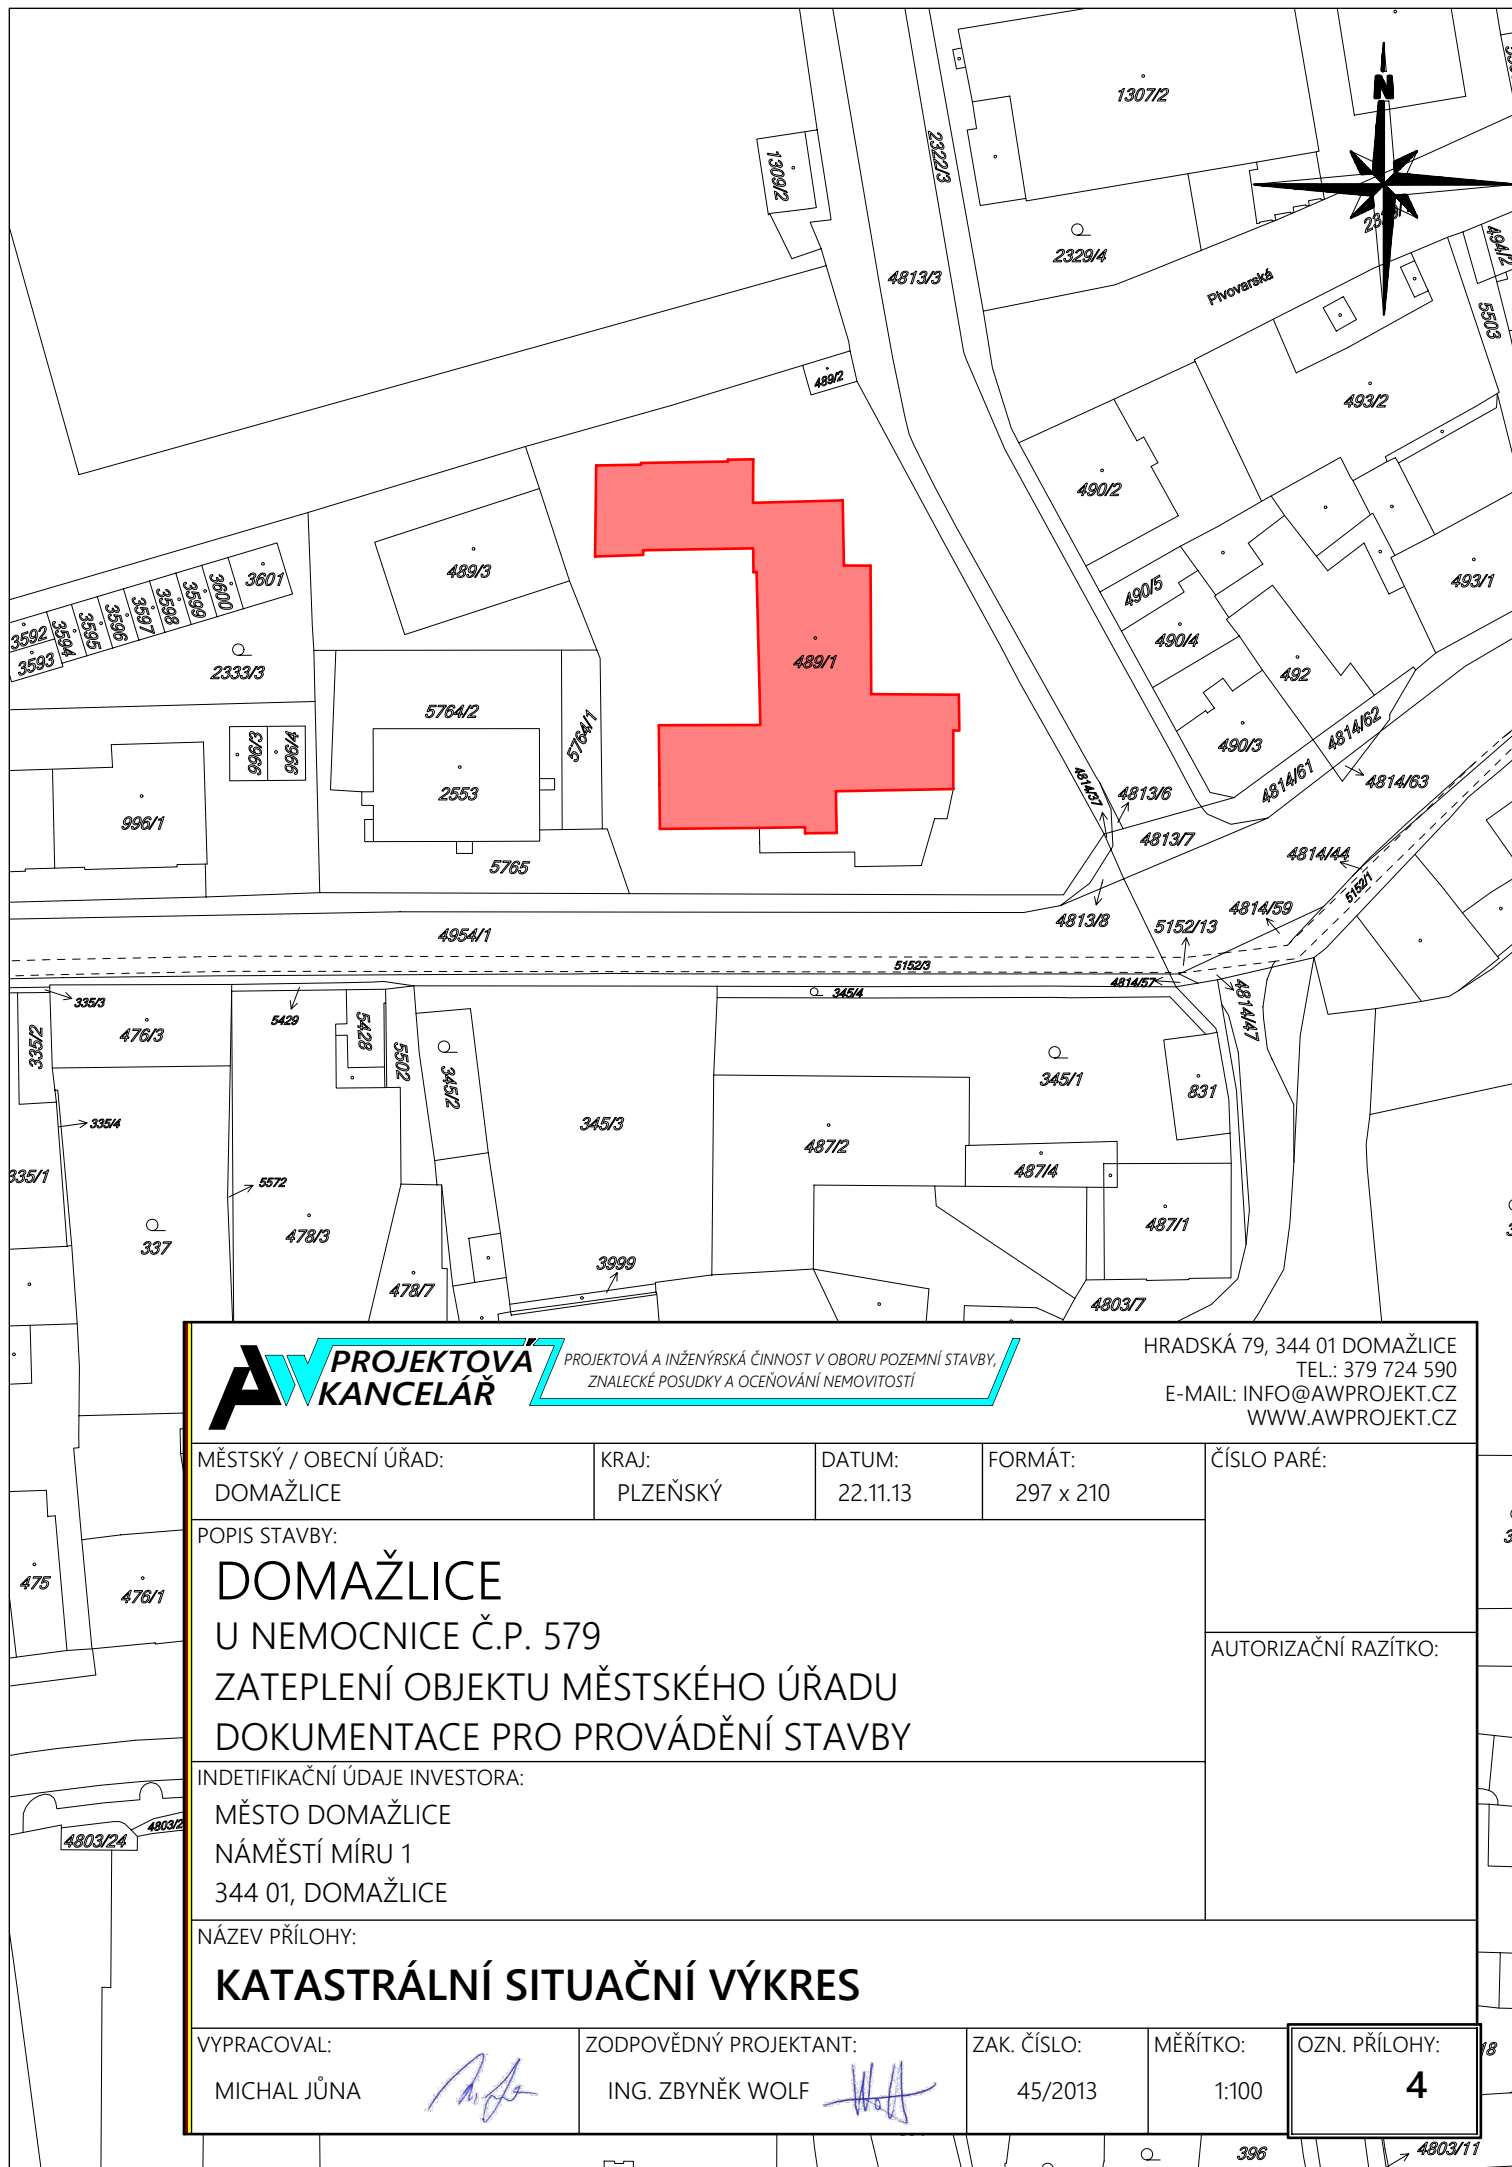 1307/2
N
1309/2
2322/3
2329/4
4813/3
Pivovarská
494/2
5503
489/2
493/2
490/2
493/1
489/3
3601
3600
3599
3598
3597
3596
3595
3594
3592
3593
490/5
490/4
492
489/1
2333/3
5764/2
5764/1
996/3
996/4
490/3
4814/62
4814/61
4814/63
2553
4814/37
4813/6
996/1
4813/7
4814/44
5765
5152/1
4813/8
4814/59
5152/13
4954/1
5152/3
4814/57
4814/47
335/3
345/4
335/2
476/3
5429
5428
5502
345/2
345/1
831
335/4
345/3
487/2
487/4
335/1
5572
337
478/3
487/1
478/7
3999
4803/7
PROJEKTOVÁ
KANCELÁŘ
PROJEKTOVÁ A INŽENÝRSKÁ ČINNOST V OBORU POZEMNÍ STAVBY,
ZNALECKÉ POSUDKY A OCEŇOVÁNÍ NEMOVITOSTÍ
HRADSKÁ 79, 344 01 DOMAŽLICE
TEL.: 379 724 590
E-MAIL: INFO@AWPROJEKT.CZ
WWW.AWPROJEKT.CZ
MĚSTSKÝ / OBECNÍ ÚŘAD:
DOMAŽLICE
KRAJ:
PLZEŇSKÝ
DATUM:
22.11.13
FORMÁT:
297 x 210
ČÍSLO PARÉ:
POPIS STAVBY:
DOMAŽLICE
U NEMOCNICE Č.P. 579
ZATEPLENÍ OBJEKTU MĚSTSKÉHO ÚŘADU
DOKUMENTACE PRO PROVÁDĚNÍ STAVBY
AUTORIZAČNÍ RAZÍTKO:
INDETIFIKAČNÍ ÚDAJE INVESTORA:
MĚSTO DOMAŽLICE
NÁMĚSTÍ MÍRU 1
344 01, DOMAŽLICE
NÁZEV PŘÍLOHY:
KATASTRÁLNÍ SITUAČNÍ VÝKRES
VYPRACOVAL:
MICHAL JŮNA
ZODPOVĚDNÝ PROJEKTANT:
ING. ZBYNĚK WOLF
ZAK. ČÍSLO:
45/2013
MĚŘÍTKO:
1:100
OZN. PŘÍLOHY:
4
475
476/1
4803/24
4803/2
396
4803/11